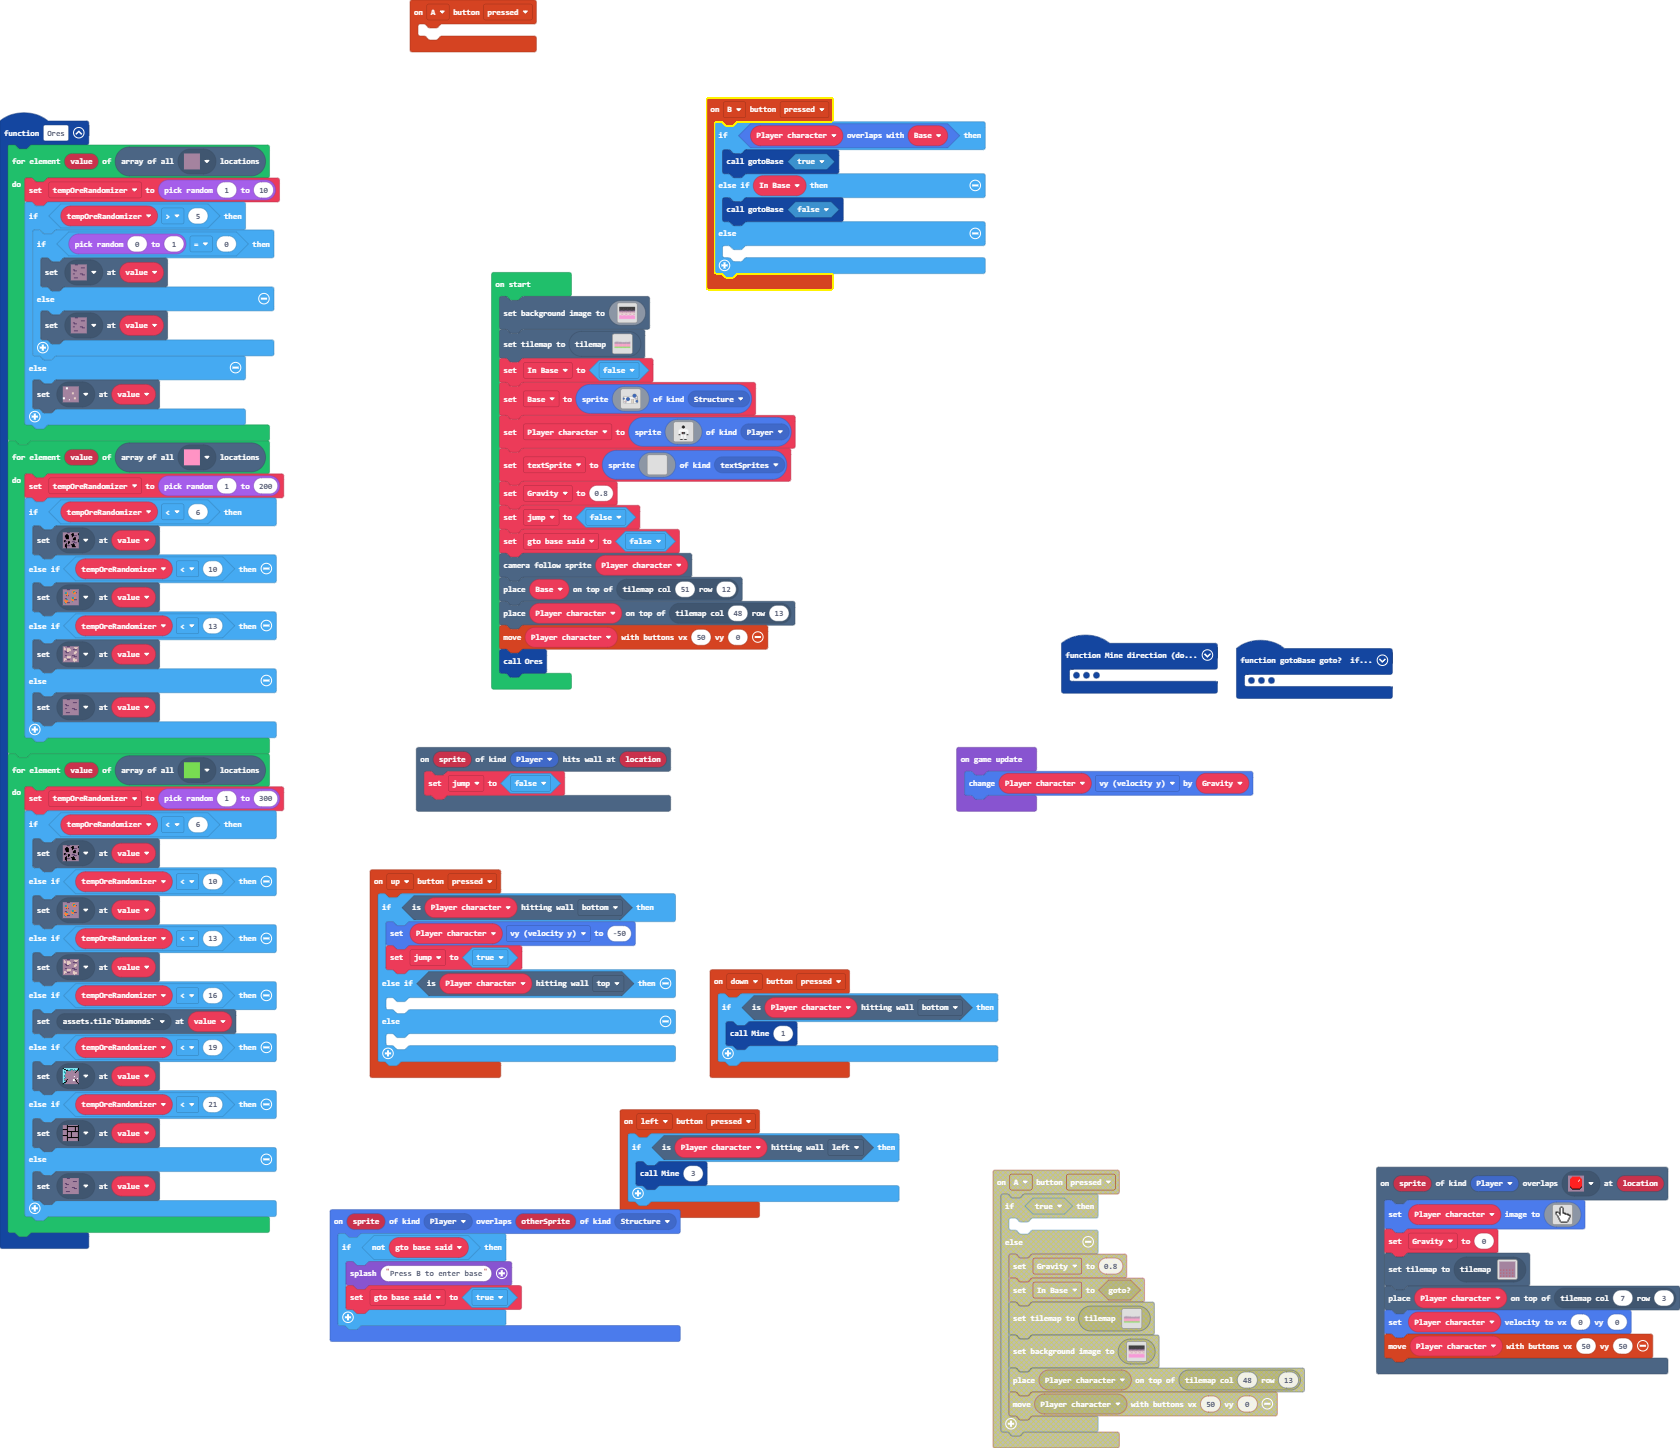 on A button pressed
function Ores
for element value of array of all locations
do set tempOreRandomizer to pick random 1 to 10
if tempOreRandomizer > 5 then
if pick random 0 to 1 = 0 then
set at value
else
set at value
else
set at value
for element value of array of all locations
do set tempOreRandomizer to pick random 1 to 200
if tempOreRandomizer < 6 then
set at value
else if tempOreRandomizer < 10 then
set at value
else if tempOreRandomizer < 13 then
set at value
else
set at value
for element value of array of all locations
do set tempOreRandomizer to pick random 1 to 300
if tempOreRandomizer < 6 then
set at value
else if tempOreRandomizer < 10 then
set at value
else if tempOreRandomizer < 13 then
set at value
else if tempOreRandomizer < 16 then
set assets.tile`Diamonds` at value
else if tempOreRandomizer < 19 then
set at value
else if tempOreRandomizer < 21 then
set at value
else
set at value
on B button pressed
if Player character overlaps with Base then
call gotoBase true
else if In Base then
call gotoBase false
else
on start
set background image to
set tilemap to tilemap
set In Base to false
set Base to sprite of kind Structure
set Player character to sprite of kind Player
set textSprite to sprite of kind textSprites
set Gravity to 0.8
set jump to false
set gto base said to false
camera follow sprite Player character
place Base on top of tilemap col 51 row 12
place Player character on top of tilemap col 48 row 13
move Player character with buttons vx 50 vy 0
call Ores
function Mine direction (do...
function gotoBase goto? if...
on sprite of kind Player hits wall at location
set jump to false
on game update
change Player character vy (velocity y) by Gravity
on up button pressed
if is Player character hitting wall bottom then
set Player character vy (velocity y) to -50
set jump to true
else if is Player character hitting wall top then
else
on down button pressed
if is Player character hitting wall bottom then
call Mine 1
on left button pressed
if is Player character hitting wall left then
call Mine 3
on sprite of kind Player overlaps otherSprite of kind Structure
if not gto base said then
splash "Press B to enter base"
set gto base said to true
on A button pressed
if true then
else
set Gravity to 0.8
set In Base to goto?
set tilemap to tilemap
set background image to
place Player character on top of tilemap col 48 row 13
move Player character with buttons vx 50 vy 0
on sprite of kind Player overlaps at location
set Player character image to
set Gravity to 0
set tilemap to tilemap
place Player character on top of tilemap col 7 row 3
set Player character velocity to vx 0 vy 0
move Player character with buttons vx 50 vy 50